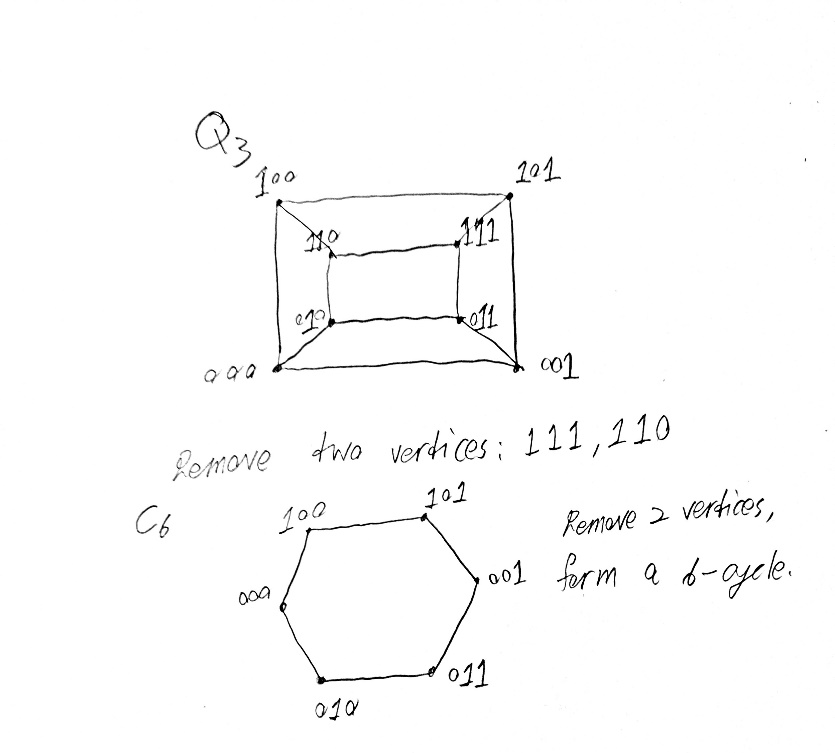 Q3
100 101
110 111
010 011
000 001
Remove two vertices: 111, 110
C6 100 101
Remove 2 vertices,
000 001 form a 6-cycle.
010 011